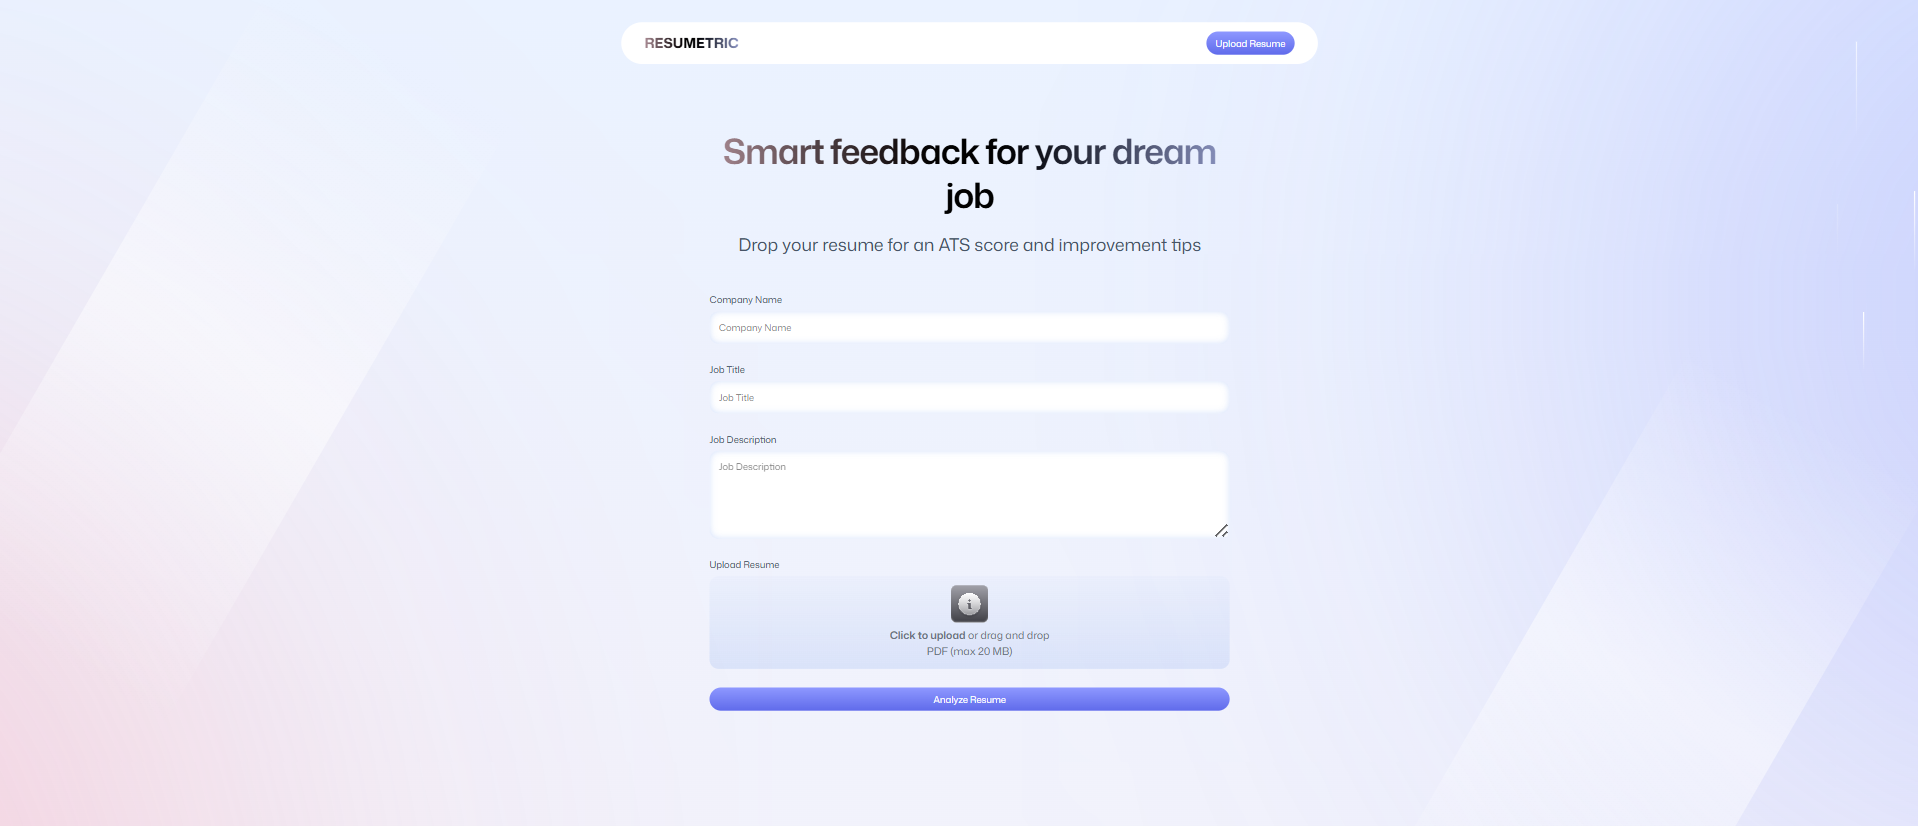 RESUMETRIC
Upload Resume
Smart feedback for your dream
job
Drop your resume for an ATS score and improvement tips
Company Name
Company Name
Job Title
Job Title
Job Description
Job Description
Upload Resume
i
Click to upload or drag and drop
PDF (max 20 MB)
Analyze Resume